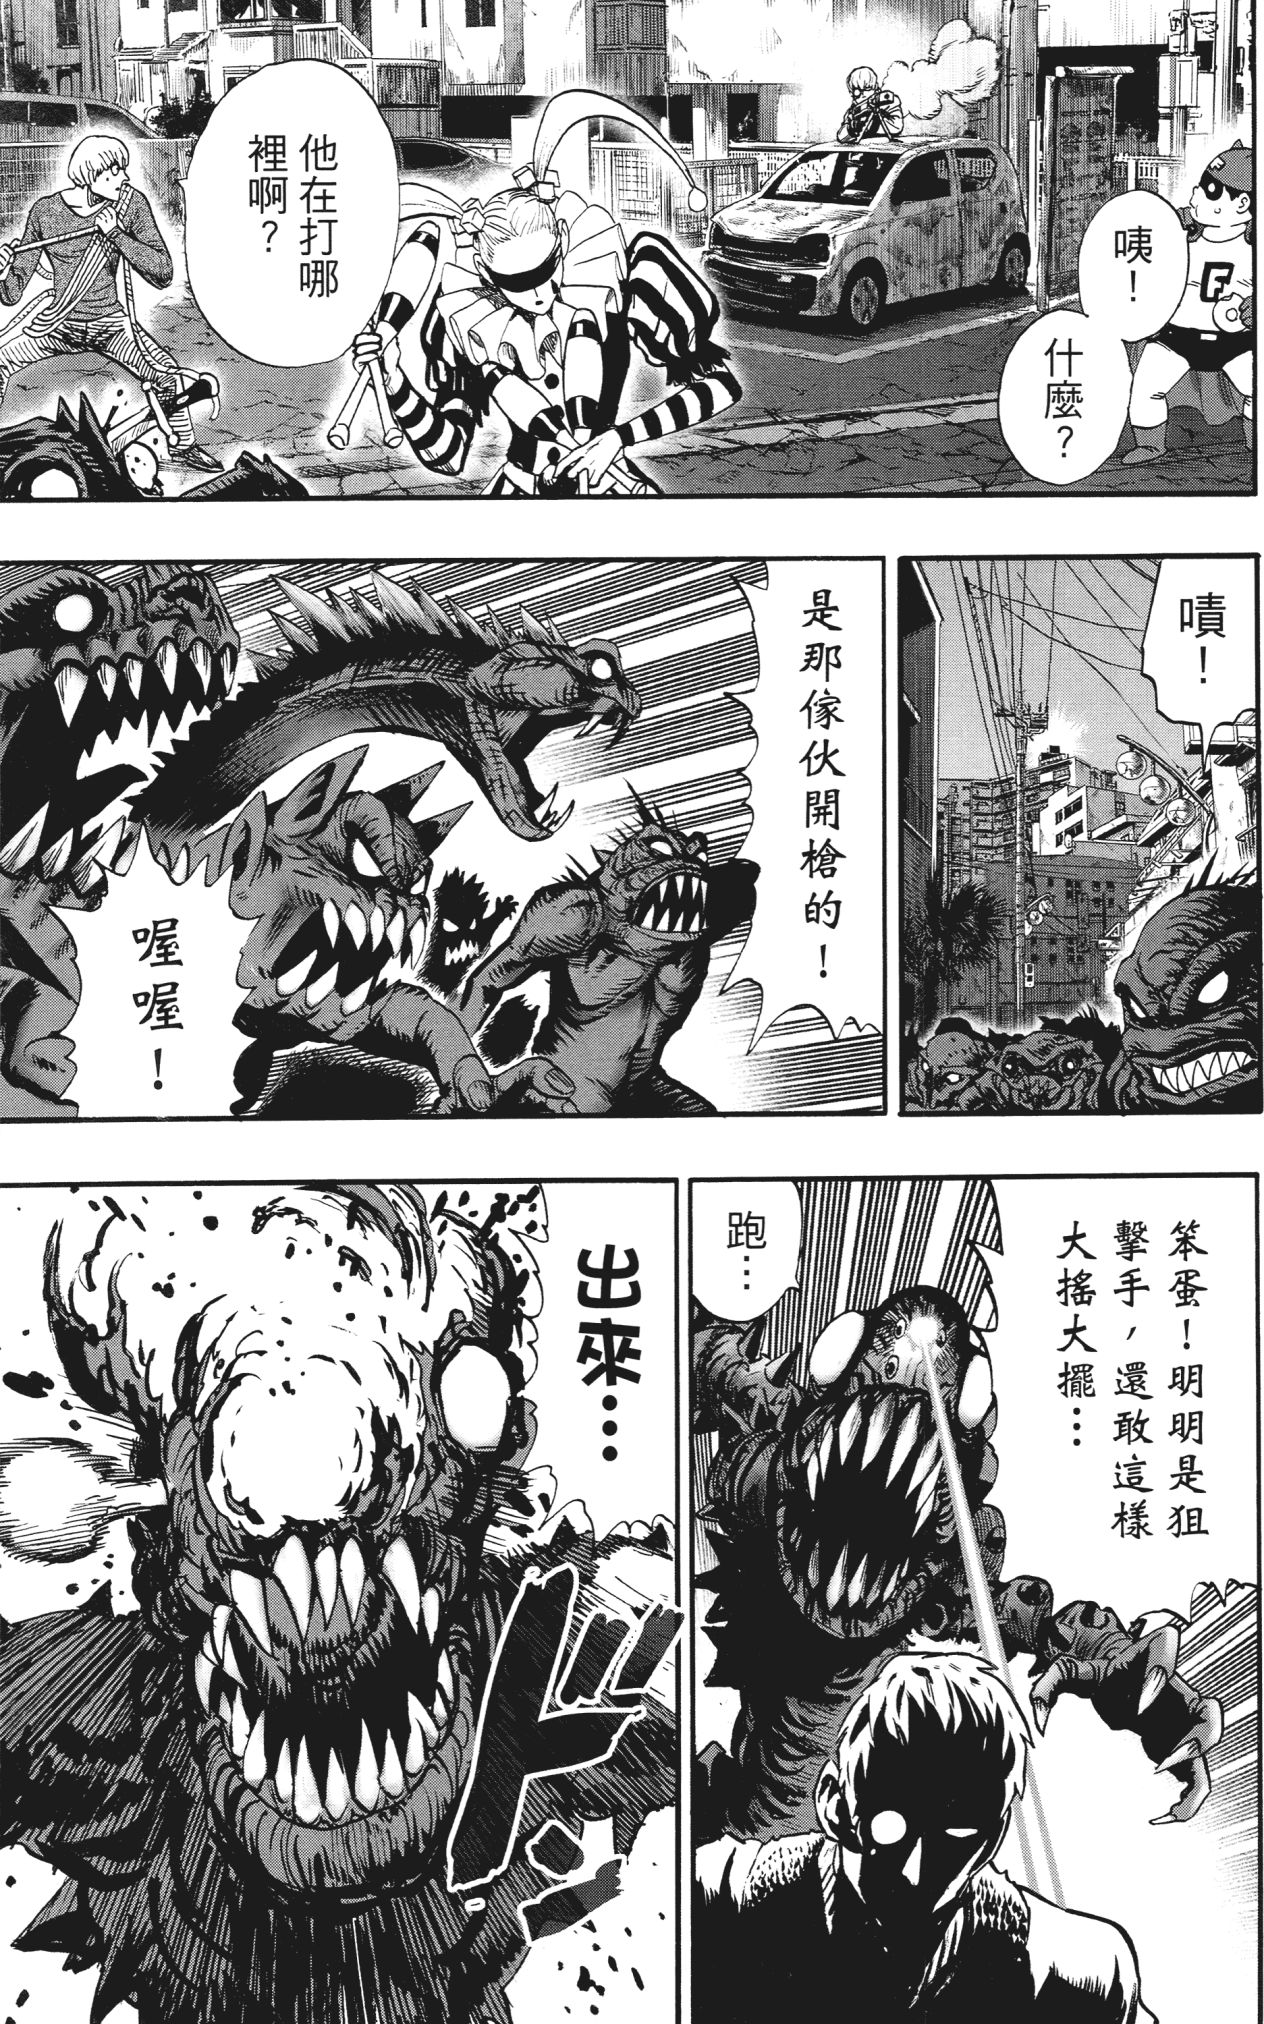 咦！
什麼？
F
他在打哪
裡啊？
嘖！
是那傢伙開槍的！
喔喔！
笨蛋！明明是狙
擊手，還敢這樣
大搖大擺…
跑…
出來…